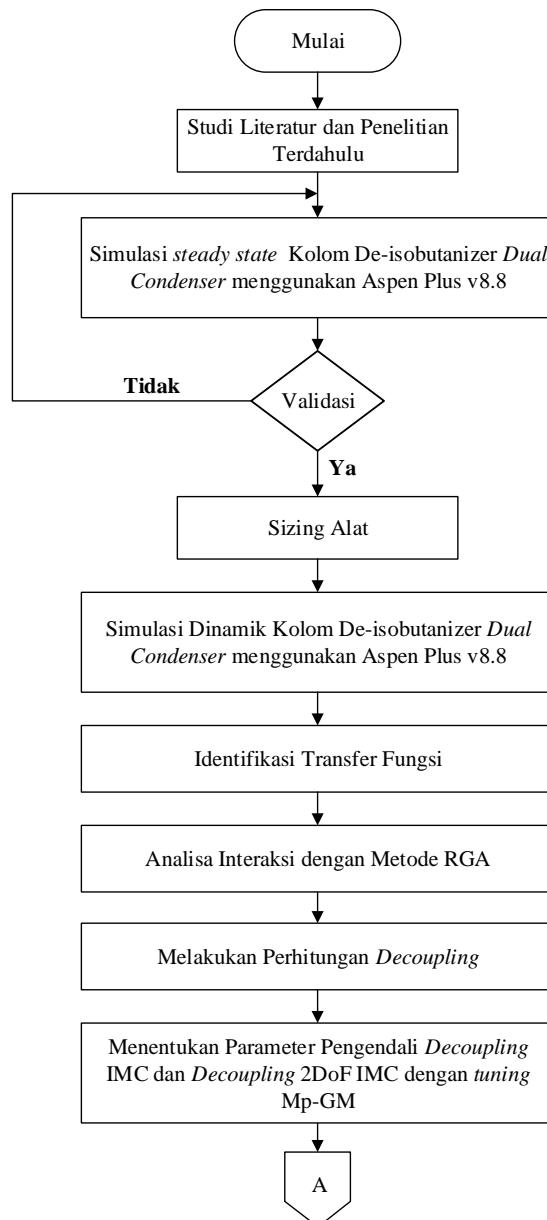 Mulai
Studi Literatur dan Penelitian
Terdahulu
Simulasi steady state Kolom De-isobutanizer Dual
Condenser menggunakan Aspen Plus v8.8
Tidak
Validasi
Ya
Sizing Alat
Simulasi Dinamik Kolom De-isobutanizer Dual
Condenser menggunakan Aspen Plus v8.8
Identifikasi Transfer Fungsi
Analisa Interaksi dengan Metode RGA
Melakukan Perhitungan Decoupling
Menentukan Parameter Pengendali Decoupling
IMC dan Decoupling 2DoF IMC dengan tuning
Mp-GM
A